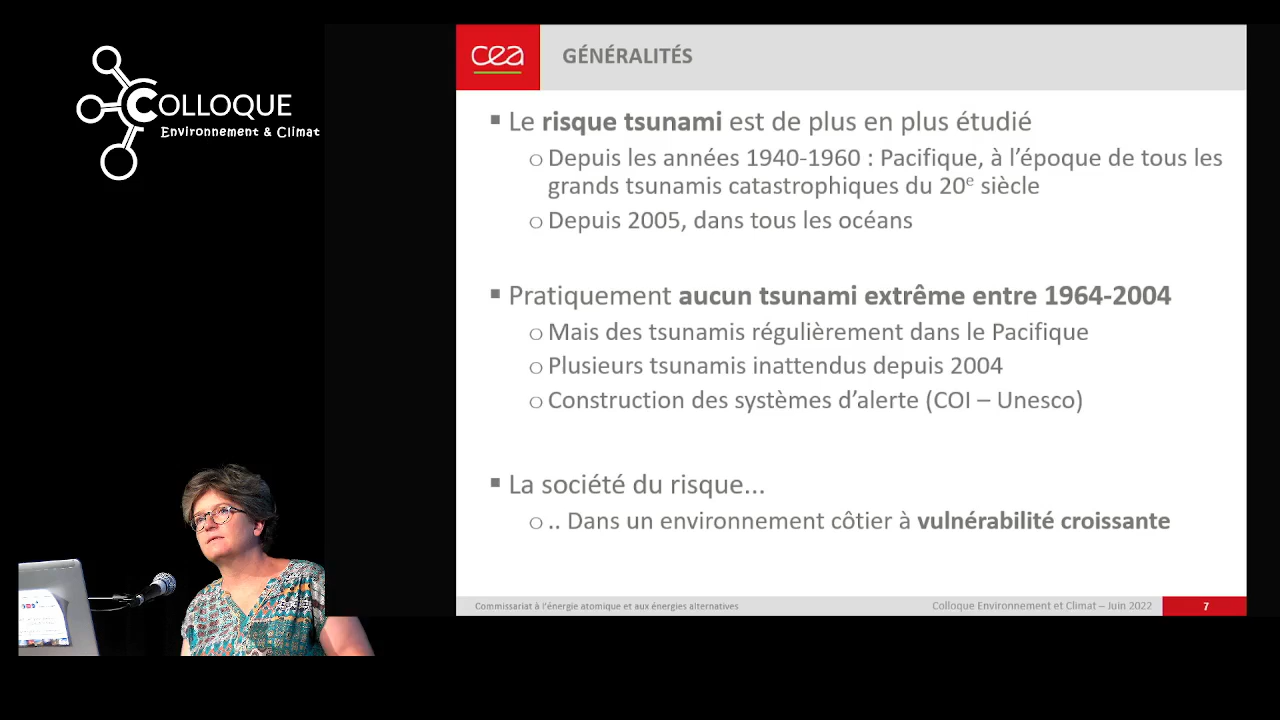 COLLOQUE
Environnement & Climat
cea
GÉNÉRALITÉS
▪ Le risque tsunami est de plus en plus étudié
○ Depuis les années 1940-1960 : Pacifique, à l’époque de tous les
grands tsunamis catastrophiques du 20e siècle
○ Depuis 2005, dans tous les océans
▪ Pratiquement aucun tsunami extrême entre 1964-2004
○ Mais des tsunamis régulièrement dans le Pacifique
○ Plusieurs tsunamis inattendus depuis 2004
○ Construction des systèmes d’alerte (COI – Unesco)
▪ La société du risque...
○ .. Dans un environnement côtier à vulnérabilité croissante
Commissariat à l’énergie atomique et aux énergies alternatives
Colloque Environnement et Climat – Juin 2022
7